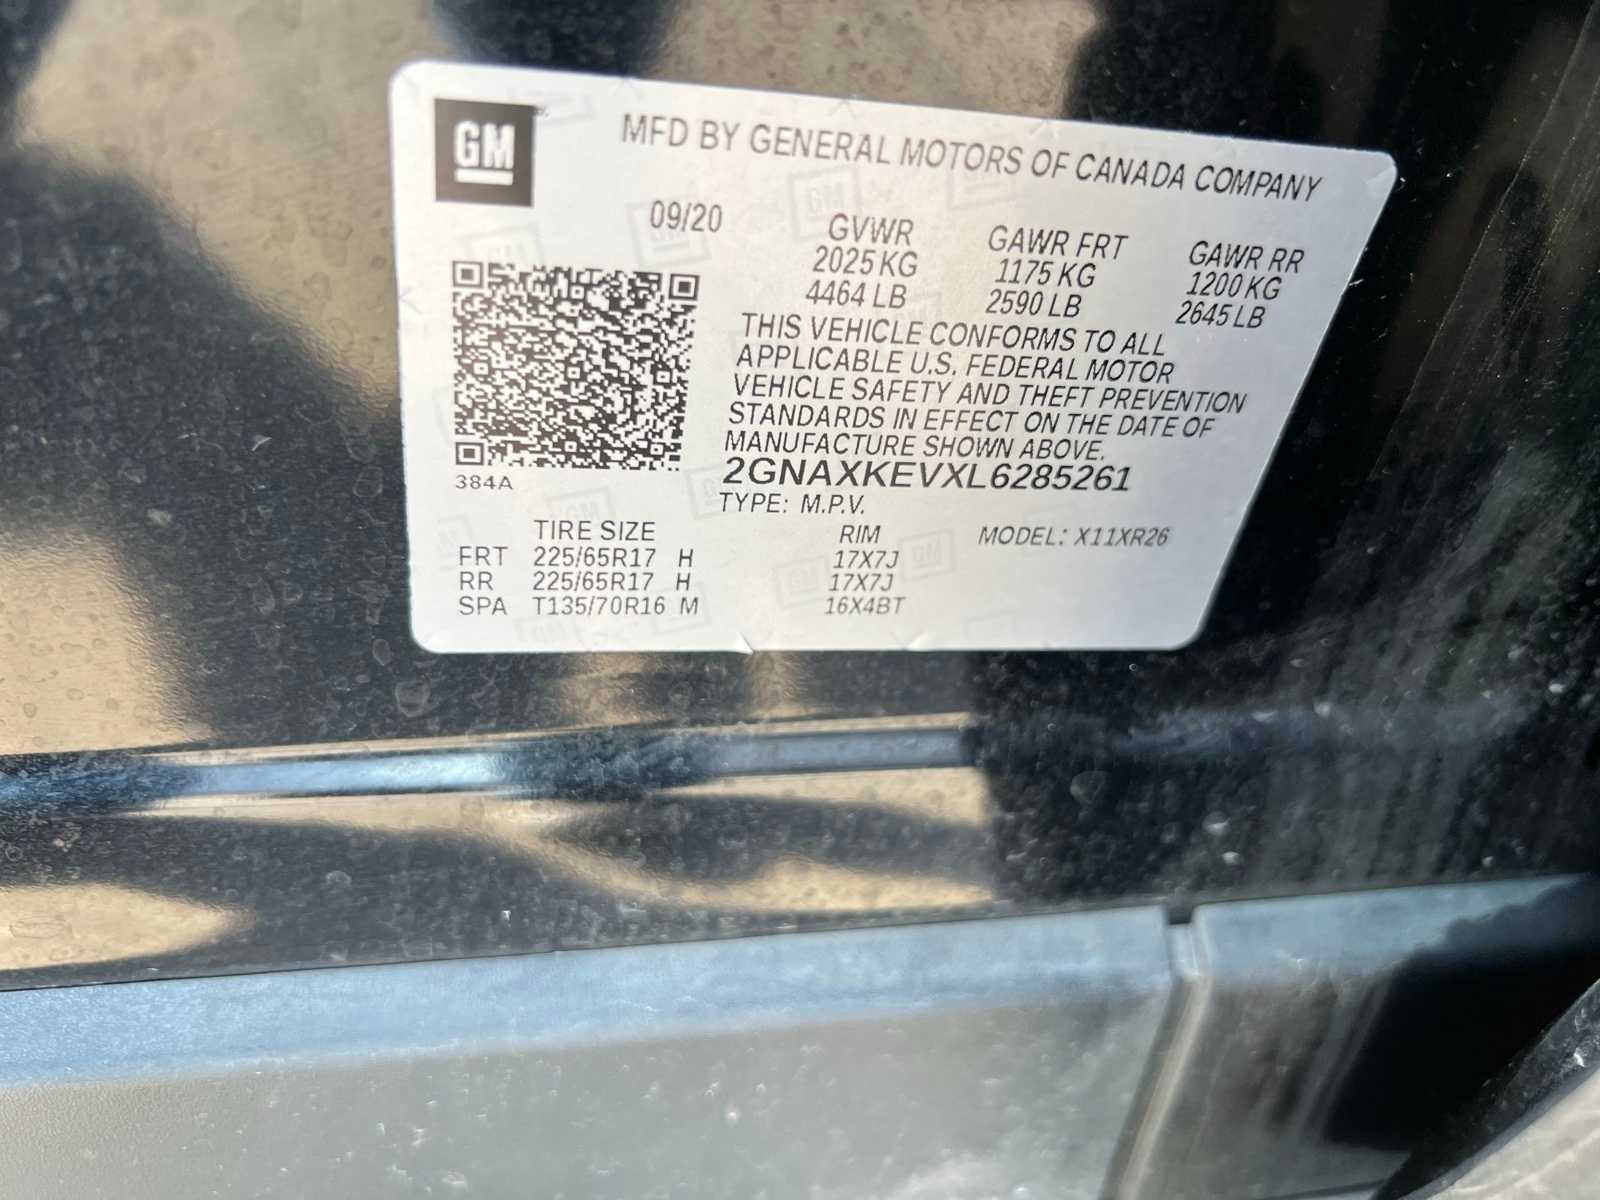 GM
MFD BY GENERAL MOTORS OF CANADA COMPANY
09/20
GVWR GAWR FRT GAWR RR
2025 KG 1175 KG 1200 KG
4464 LB 2590 LB 2645 LB
THIS VEHICLE CONFORMS TO ALL
APPLICABLE U.S. FEDERAL MOTOR
VEHICLE SAFETY AND THEFT PREVENTION
STANDARDS IN EFFECT ON THE DATE OF
MANUFACTURE SHOWN ABOVE.
384A
2GNAXKEVXL6285261
TYPE: M.P.V.
TIRE SIZE RIM MODEL: X11XR26
FRT 225/65R17 H 17X7J
RR 225/65R17 H 17X7J
SPA T135/70R16 M 16X4BT